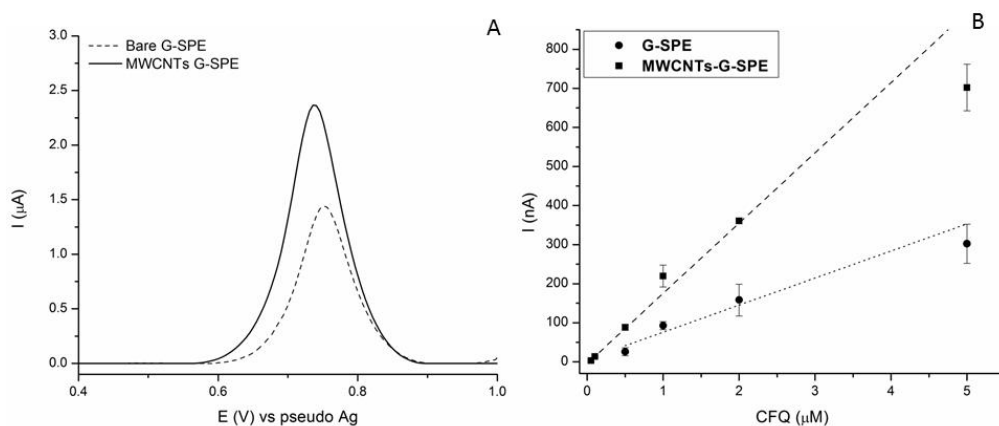 A
Bare G-SPE
MWCNTs G-SPE
3.0
2.5
2.0
1.5
1.0
0.5
0.0
I (μA)
0.4
0.6
0.8
1.0
E (V) vs pseudo Ag
B
G-SPE
MWCNTs-G-SPE
800
700
600
500
400
300
200
100
0
I (nA)
0
1
2
3
4
5
CFQ (μM)